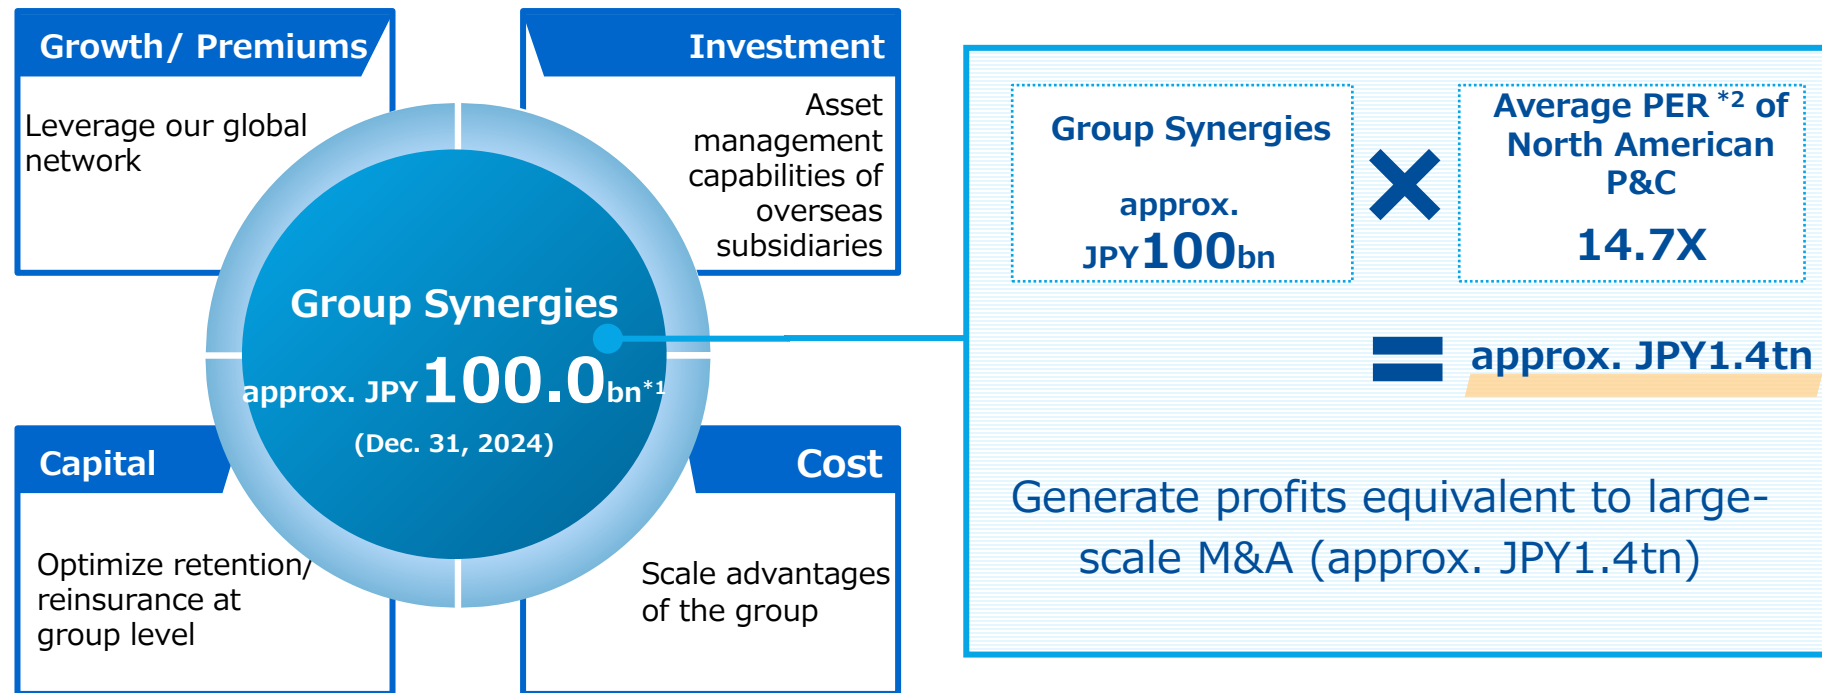 Growth/ Premiums
Leverage our global
network
Investment
Asset
management
capabilities of
overseas
subsidiaries
Group Synergies
approx. JPY100.0bn*1
(Dec. 31, 2024)
Capital
Optimize retention/
reinsurance at
group level
Cost
Scale advantages
of the group
Group Synergies
approx.
JPY100bn
×
Average PER *2 of
North American
P&C
14.7X
= approx. JPY1.4tn
Generate profits equivalent to large-
scale M&A (approx. JPY1.4tn)